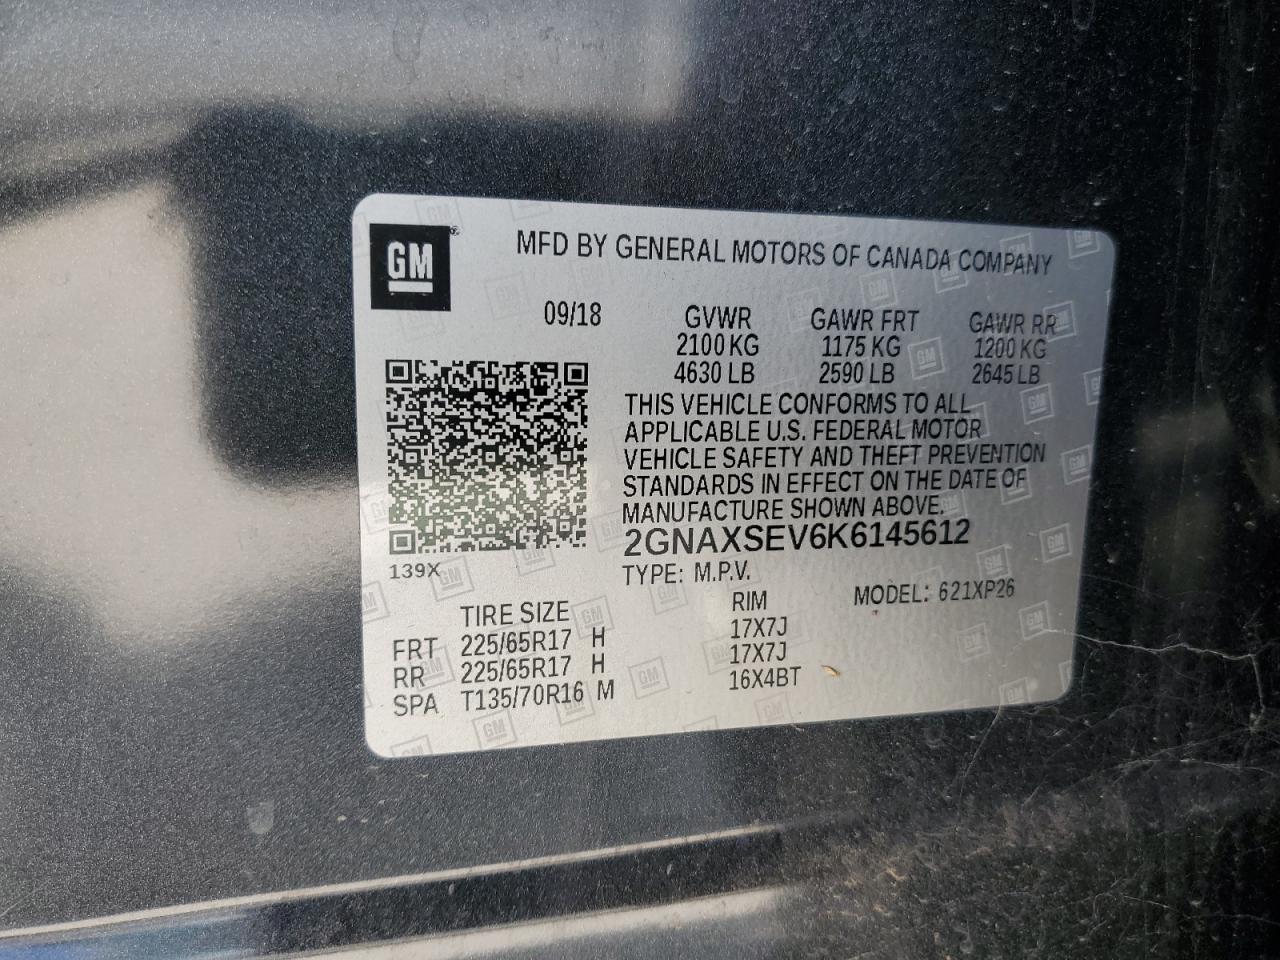 GM
MFD BY GENERAL MOTORS OF CANADA COMPANY
09/18 GVWR GAWR FRT GAWR RR
2100 KG 1175 KG 1200 KG
4630 LB 2590 LB 2645 LB
THIS VEHICLE CONFORMS TO ALL
APPLICABLE U.S. FEDERAL MOTOR
VEHICLE SAFETY AND THEFT PREVENTION
STANDARDS IN EFFECT ON THE DATE OF
MANUFACTURE SHOWN ABOVE.
2GNAXSEV6K6145612
139X
TYPE: M.P.V. MODEL: 621XP26
TIRE SIZE RIM
FRT 225/65R17 H 17X7J
RR 225/65R17 H 17X7J
SPA T135/70R16 M 16X4BT